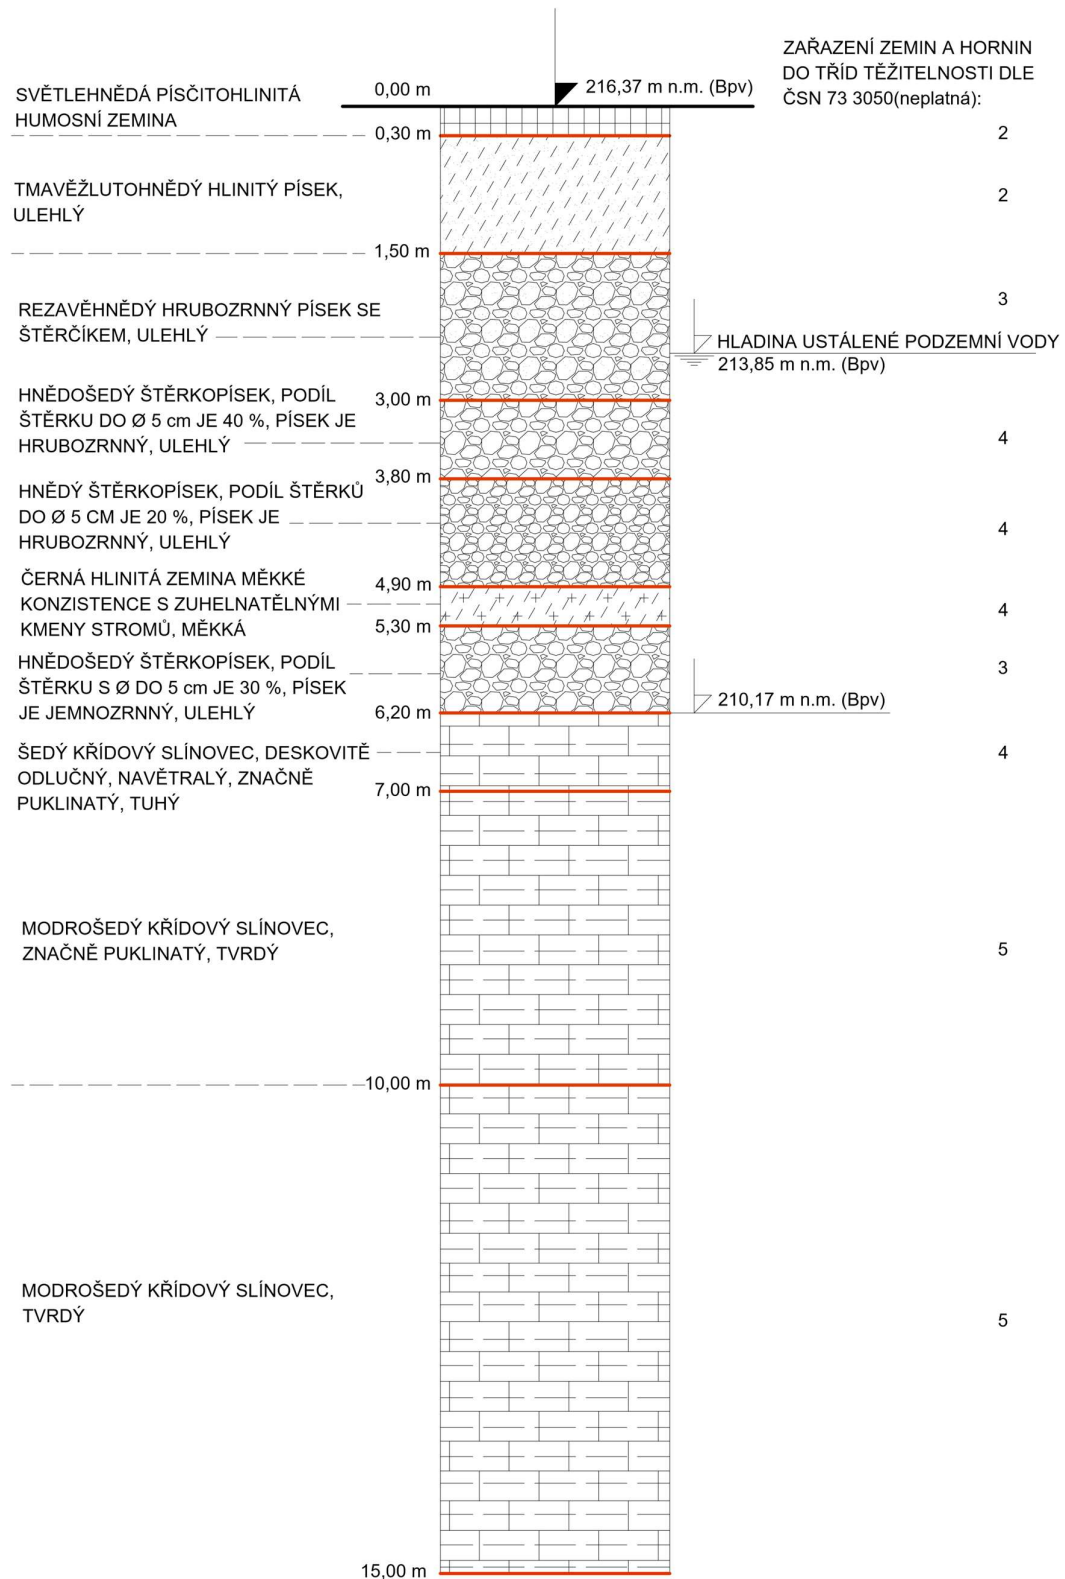 ZAŘAZENÍ ZEMIN A HORNIN
DO TŘÍD TĚŽITELNOSTI DLE
ČSN 73 3050(neplatná):
0,00 m
216,37 m n.m. (Bpv)
SVĚTLEHNĚDÁ PÍSČITOHLINITÁ
HUMOSNÍ ZEMINA
0,30 m
2
TMAVĚŽLUTOHNĚDÝ HLINITÝ PÍSEK,
ULEHLÝ
2
1,50 m
REZAVĚHNĚDÝ HRUBOZRNNÝ PÍSEK SE
ŠTĚRČÍKEM, ULEHLÝ
3
HLADINA USTÁLENÉ PODZEMNÍ VODY
213,85 m n.m. (Bpv)
3,00 m
HNĚDOŠEDÝ ŠTĚRKOPÍSEK, PODÍL
ŠTĚRKU DO Ø 5 cm JE 40 %, PÍSEK JE
HRUBOZRNNÝ, ULEHLÝ
4
3,80 m
HNĚDÝ ŠTĚRKOPÍSEK, PODÍL ŠTĚRKŮ
DO Ø 5 CM JE 20 %, PÍSEK JE
HRUBOZRNNÝ, ULEHLÝ
4
4,90 m
ČERNÁ HLINITÁ ZEMINA MĚKKÉ
KONZISTENCE S ZUHELNATĚLNÝMI
KMENY STROMŮ, MĚKKÁ
4
5,30 m
HNĚDOŠEDÝ ŠTĚRKOPÍSEK, PODÍL
ŠTĚRKU S Ø DO 5 cm JE 30 %, PÍSEK
JE JEMNOZRNNÝ, ULEHLÝ
3
6,20 m
210,17 m n.m. (Bpv)
ŠEDÝ KŘÍDOVÝ SLÍNOVEC, DESKOVITĚ
ODLUČNÝ, NAVĚTRALÝ, ZNAČNĚ
PUKLINATÝ, TUHÝ
4
7,00 m
MODROŠEDÝ KŘÍDOVÝ SLÍNOVEC,
ZNAČNĚ PUKLINATÝ, TVRDÝ
5
10,00 m
MODROŠEDÝ KŘÍDOVÝ SLÍNOVEC,
TVRDÝ
5
15,00 m